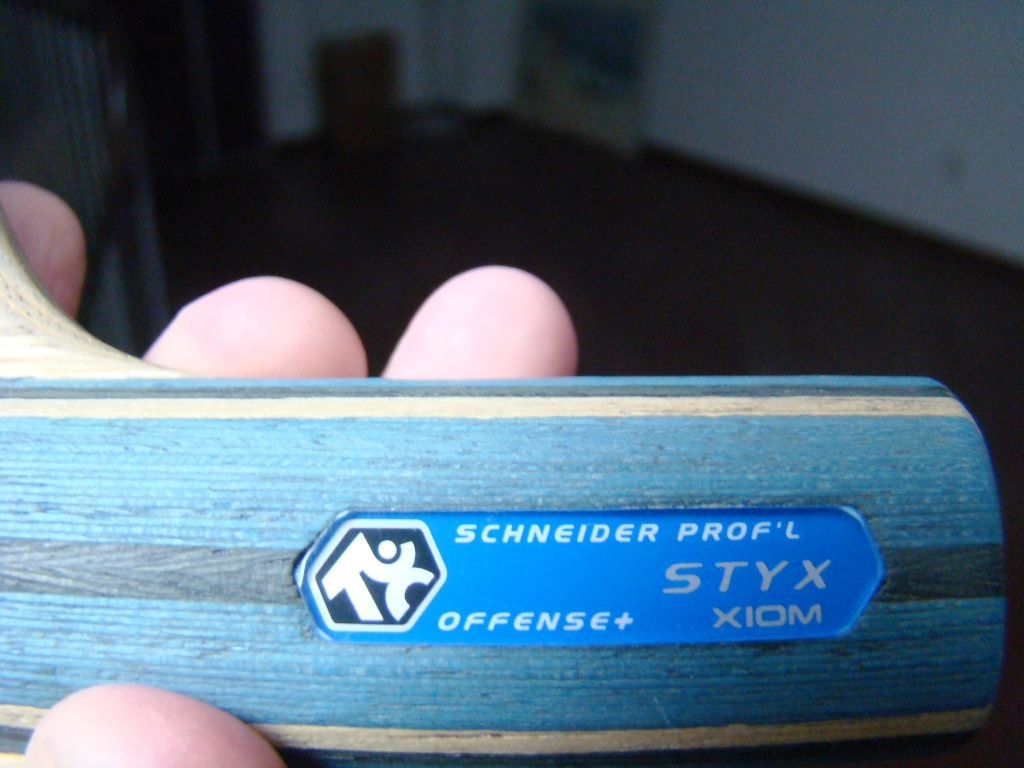 SCHNEIDER PROF'L
STYX
OFFENSE+ XIOM